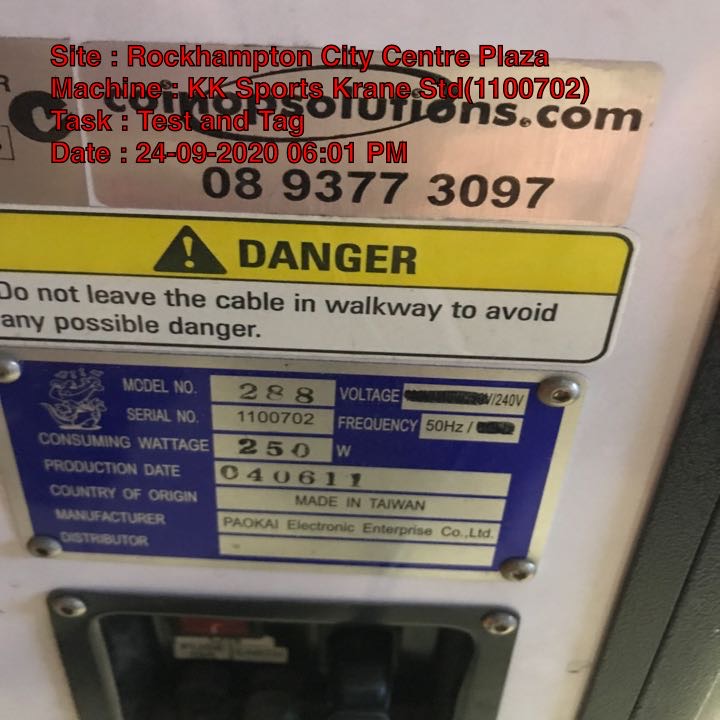 Site : Rockhampton City Centre Plaza
Machine : KK Sports Krane Std(1100702)
Task : Test and Tag
Date : 24-09-2020 06:01 PM
R
C
coinopsolutions.com
08 9377 3097
DANGER
Do not leave the cable in walkway to avoid
any possible danger.
MODEL NO. 288 VOLTAGE V/240V
SERIAL NO. 1100702 FREQUENCY 50Hz /
CONSUMING WATTAGE 250 W
PRODUCTION DATE 040611
COUNTRY OF ORIGIN MADE IN TAIWAN
MANUFACTURER PAOKAI Electronic Enterprise Co.,Ltd.
DISTRIBUTOR